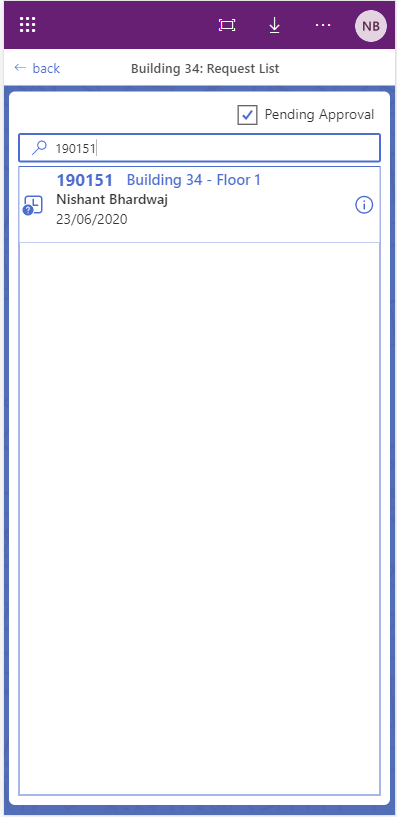 NB
back
Building 34: Request List
Pending Approval
190151
190151 Building 34 - Floor 1
Nishant Bhardwaj
23/06/2020